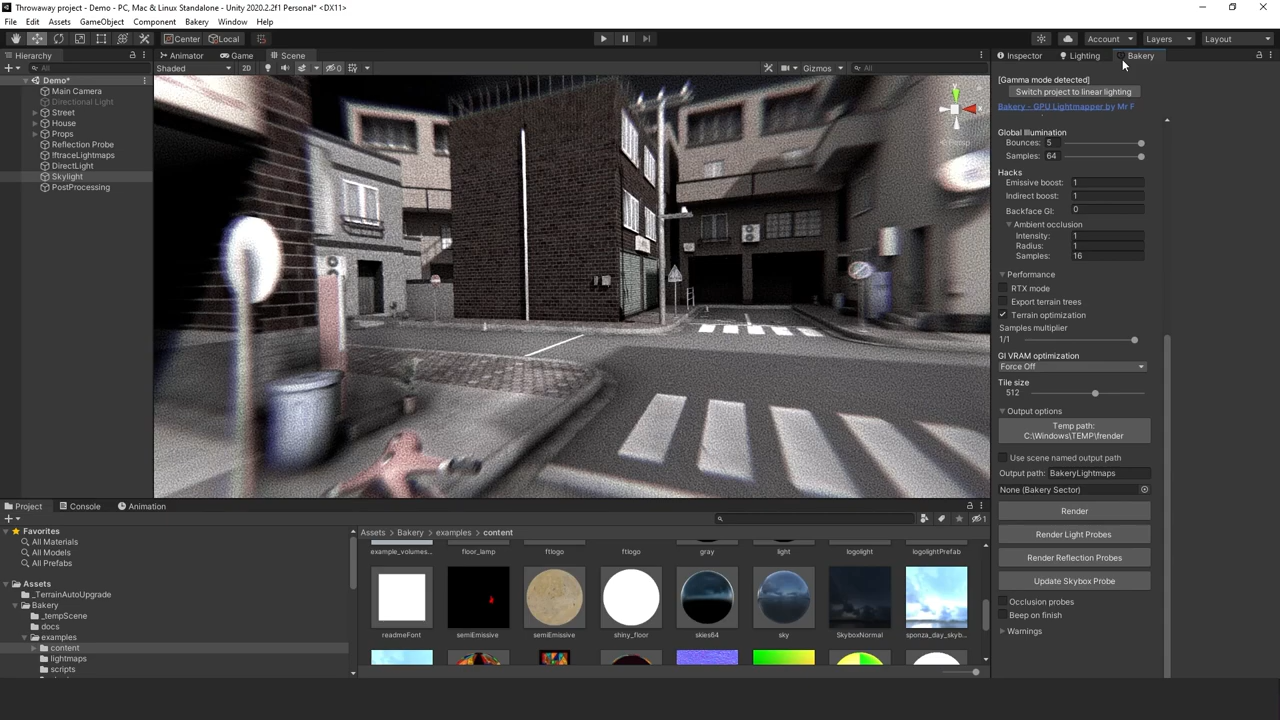 Throwaway project - Demo - PC, Mac & Linux Standalone - Unity 2020.2.2f1 Personal* <DX11>
File Edit Assets GameObject Component Bakery Window Help
Center Local Account Layers Layout
Hierarchy Animator Game Scene Inspector Lighting Bakery
All Shaded 2D 0 Gizmos All
Demo*
Main Camera
Directional Light
Street
House
Props
Reflection Probe
!ftraceLightmaps
DirectLight
Skylight
PostProcessing
Persp
[Gamma mode detected]
Switch project to linear lighting
Bakery - GPU Lightmapper by Mr F
Global Illumination
Bounces: 5
Samples: 64
Hacks
Emissive boost: 1
Indirect boost: 1
Backface GI: 0
Ambient occlusion
Intensity: 1
Radius: 1
Samples: 16
Performance
RTX mode
Export terrain trees
Terrain optimization
Samples multiplier
1/1
GI VRAM optimization
Force Off
Tile size
512
Output options
Temp path:
C:\Windows\TEMP\frender
Use scene named output path
Output path: BakeryLightmaps
None (Bakery Sector)
Render
Render Light Probes
Render Reflection Probes
Update Skybox Probe
Occlusion probes
Beep on finish
Warnings
Project Console Animation
1
Favorites
All Materials
All Models
All Prefabs
Assets
_TerrainAutoUpgrade
Bakery
_tempScene
docs
examples
content
lightmaps
scripts
Assets Bakery examples content
example_volumes... floor_lamp ftlogo ftlogo gray light logolight logolightPrefab
readmeFont semiEmissive semiEmissive shiny_floor skies64 sky SkyboxNormal sponza_day_skyb...